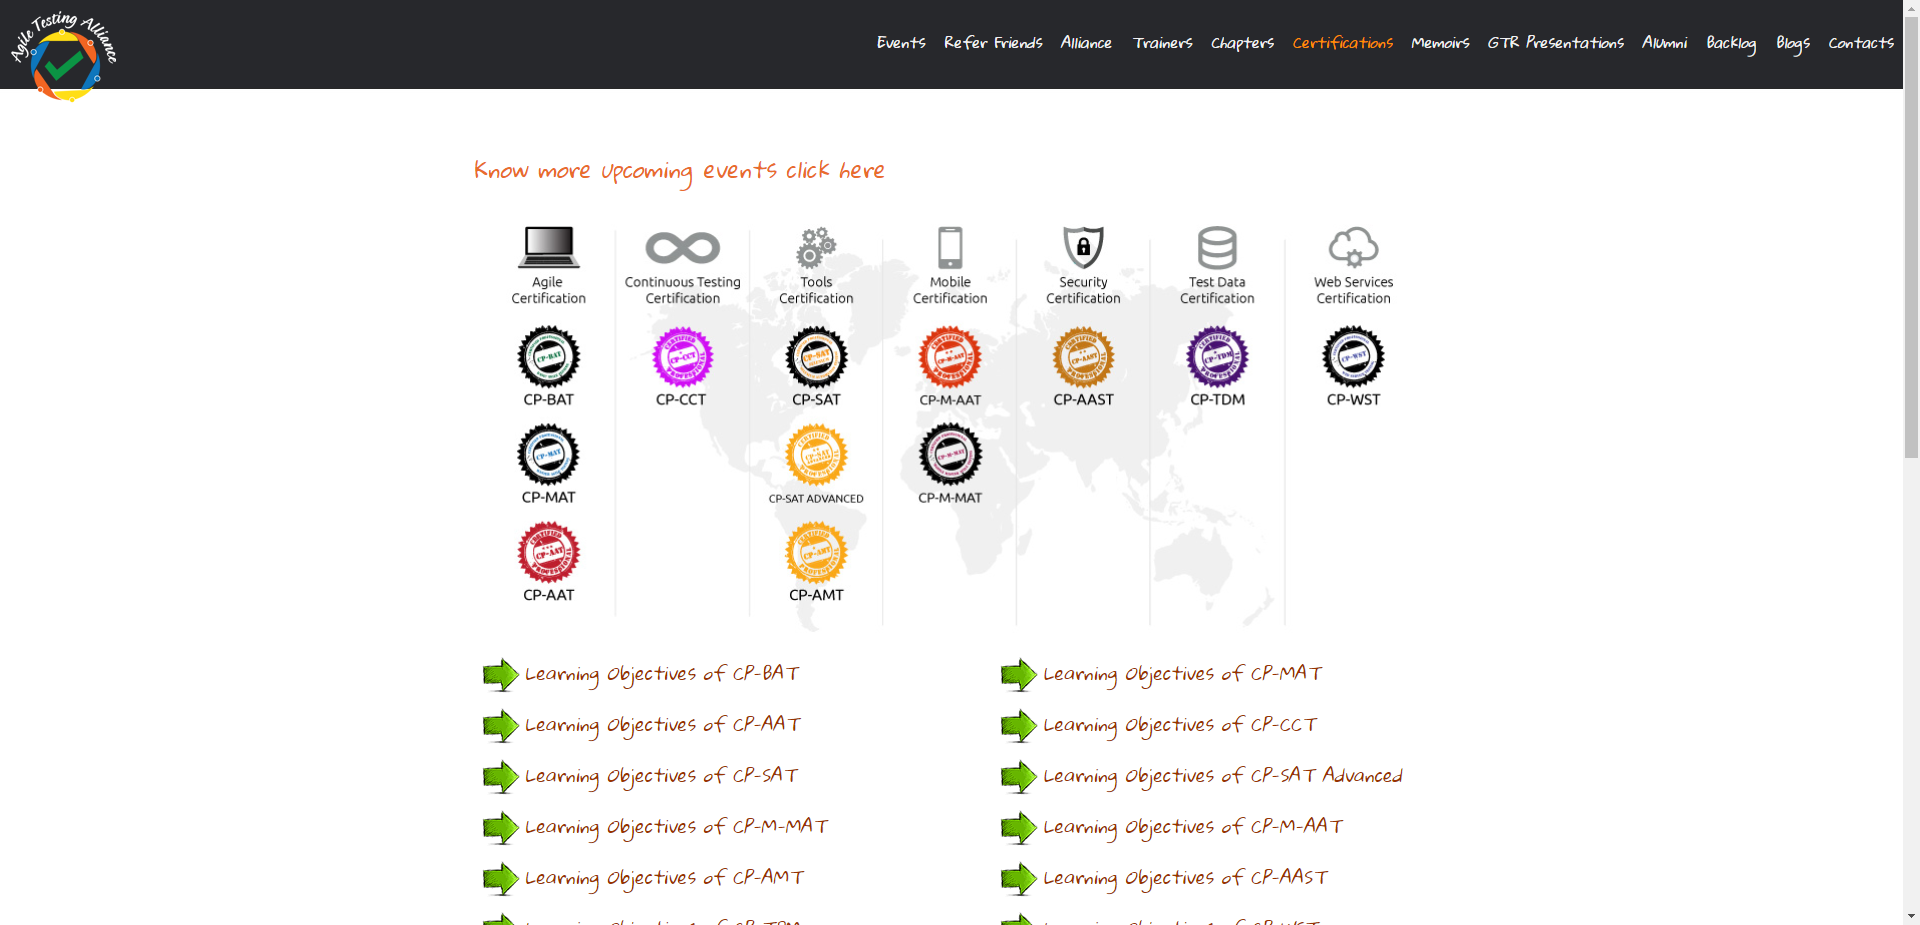 Agile Testing Alliance
Events Refer Friends Alliance Trainers Chapters Certifications Memoirs GTR Presentations Alumni Backlog Blogs Contacts
Know more upcoming events click here
Agile Certification
Continuous Testing Certification
Tools Certification
Mobile Certification
Security Certification
Test Data Certification
Web Services Certification
CP-BAT CP-CCT CP-SAT CP-M-AAT CP-AAST CP-TDM CP-WST
CP-MAT CP-SAT ADVANCED CP-M-MAT
CP-AAT CP-AMT
Learning Objectives of CP-BAT
Learning Objectives of CP-MAT
Learning Objectives of CP-AAT
Learning Objectives of CP-CCT
Learning Objectives of CP-SAT
Learning Objectives of CP-SAT Advanced
Learning Objectives of CP-M-MAT
Learning Objectives of CP-M-AAT
Learning Objectives of CP-AMT
Learning Objectives of CP-AAST